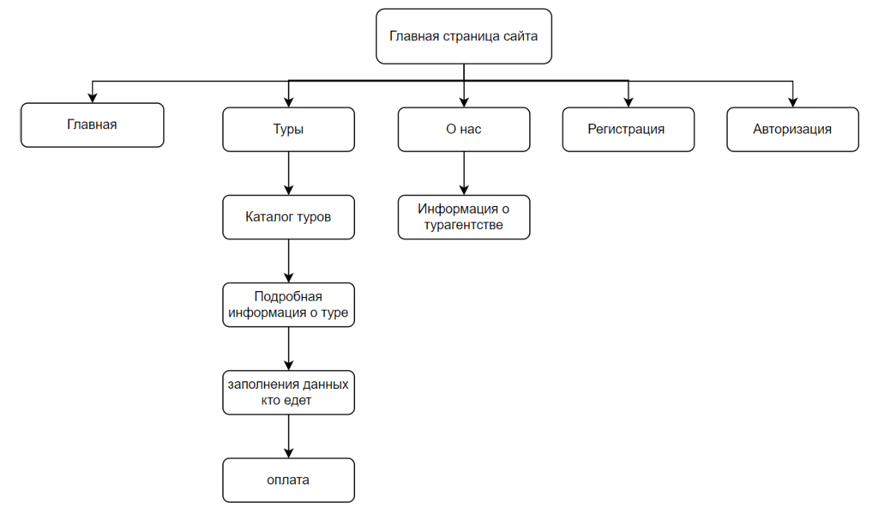 Главная страница сайта
Главная
Туры
О нас
Регистрация
Авторизация
Каталог туров
Информация о
турагентстве
Подробная
информация о туре
заполнения данных
кто едет
оплата